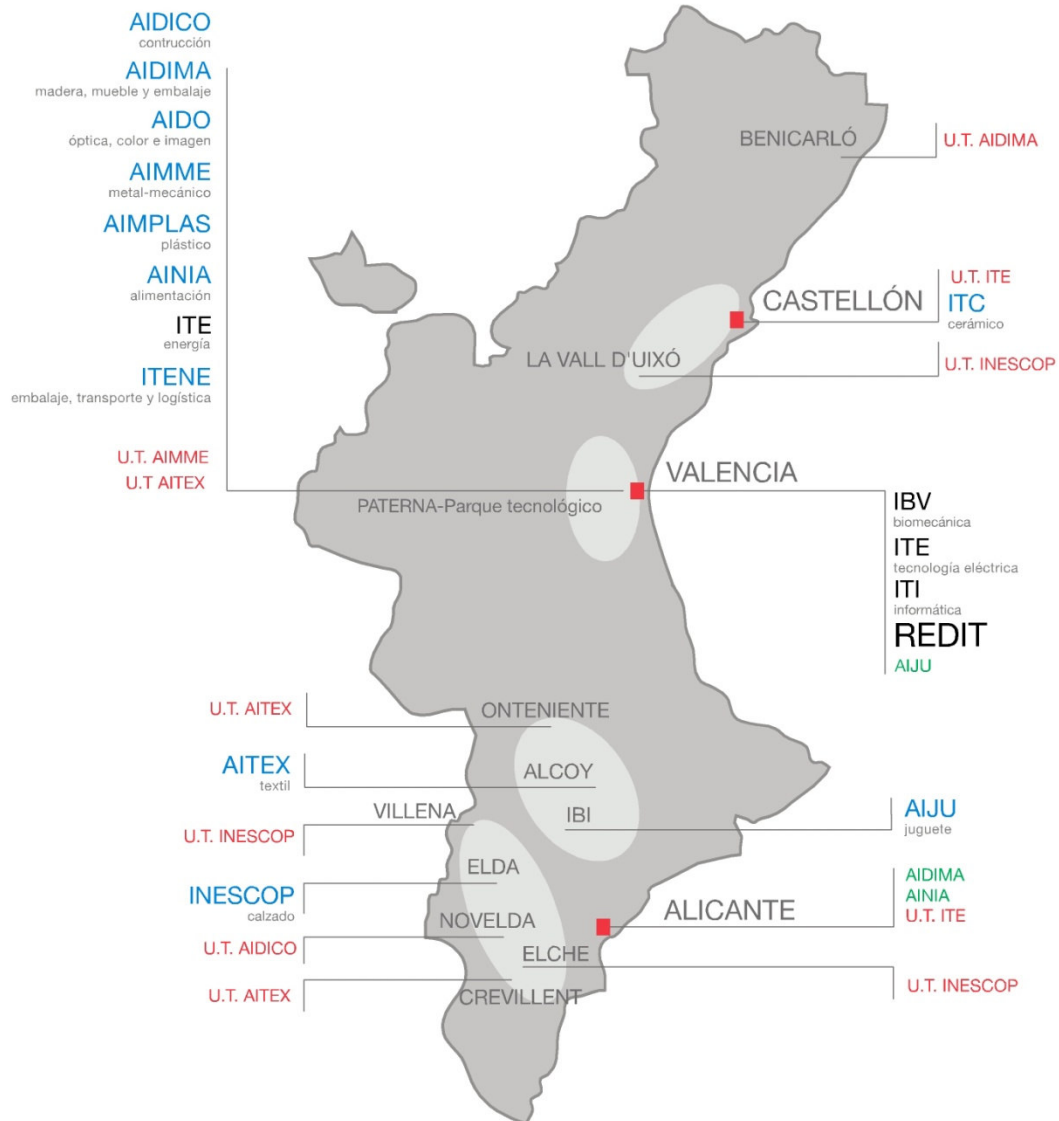 AIDICO
contrucción
AIDIMA
madera, mueble y embalaje
AIDO
óptica, color e imagen
AIMME
metal-mecánico
AIMPLAS
plástico
AINIA
alimentación
ITE
energía
ITENE
embalaje, transporte y logística
U.T. AIMME
U.T AITEX
PATERNA-Parque tecnológico
BENICARLÓ
U.T. AIDIMA
CASTELLÓN
U.T. ITE
ITC
cerámico
LA VALL D'UIXÓ
U.T. INESCOP
VALENCIA
IBV
biomecánica
ITE
tecnología eléctrica
ITI
informática
REDIT
AIJU
U.T. AITEX
ONTENIENTE
AITEX
textil
ALCOY
VILLENA
U.T. INESCOP
IBI
AIJU
juguete
INESCOP
calzado
ELDA
ALICANTE
AIDIMA
AINIA
U.T. ITE
NOVELDA
U.T. AIDICO
ELCHE
U.T. INESCOP
U.T. AITEX
CREVILLENT